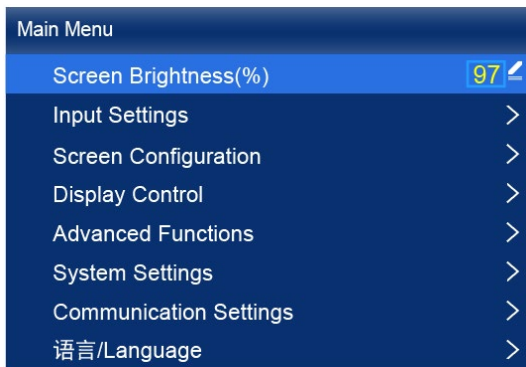 Main Menu
Screen Brightness(%) 97
Input Settings
Screen Configuration
Display Control
Advanced Functions
System Settings
Communication Settings
语言/Language